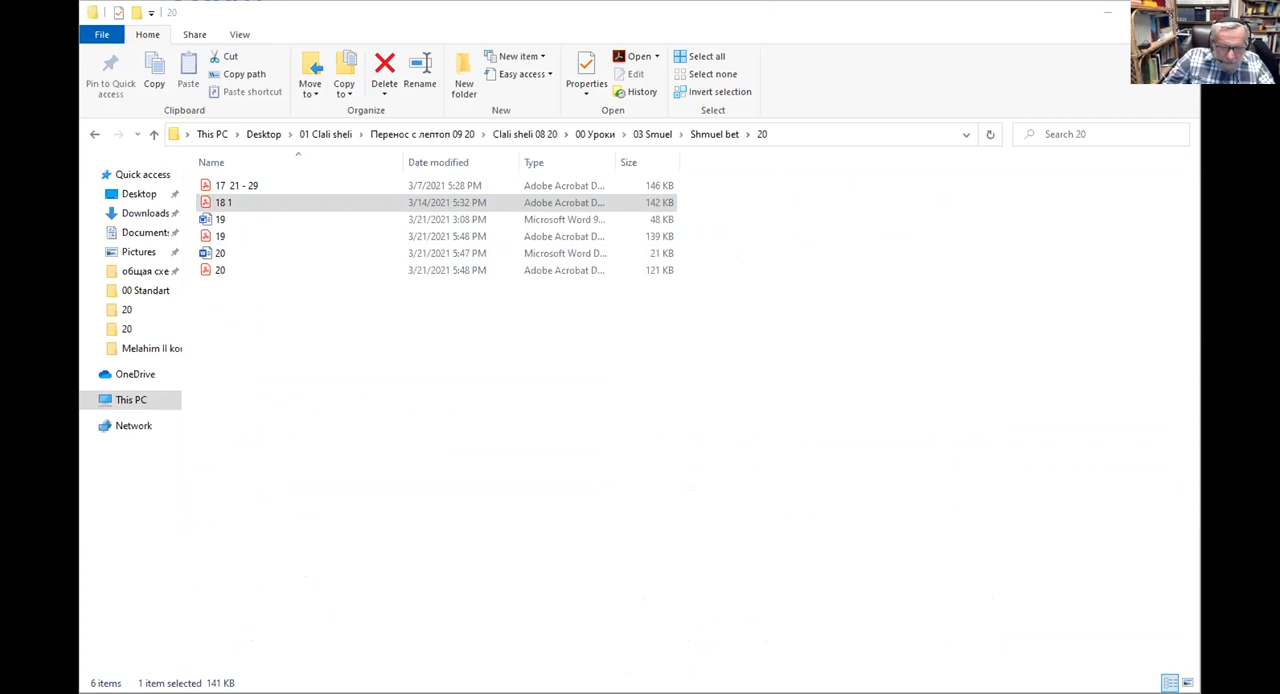 20
File Home Share View
Pin to Quick access
Copy
Paste
Cut
Copy path
Paste shortcut
Move to
Copy to
Delete
Rename
New folder
New item
Easy access
Properties
Open
Edit
History
Select all
Select none
Invert selection
Clipboard Organize New Open Select
This PC Desktop 01 Clali sheli Перенос с лептоп 09 20 Clali sheli 08 20 00 Уроки 03 Smuel Shmuel bet 20
Search 20
Name Date modified Type Size
17 21 - 29 3/7/2021 5:28 PM Adobe Acrobat D... 146 KB
18 1 3/14/2021 5:32 PM Adobe Acrobat D... 142 KB
19 3/21/2021 3:08 PM Microsoft Word 9... 48 KB
19 3/21/2021 5:48 PM Adobe Acrobat D... 139 KB
20 3/21/2021 5:47 PM Microsoft Word D... 21 KB
20 3/21/2021 5:48 PM Adobe Acrobat D... 121 KB
Quick access
Desktop
Downloads
Document:
Pictures
общая схе
00 Standart
20
20
Melahim II kor
OneDrive
This PC
Network
6 items 1 item selected 141 KB